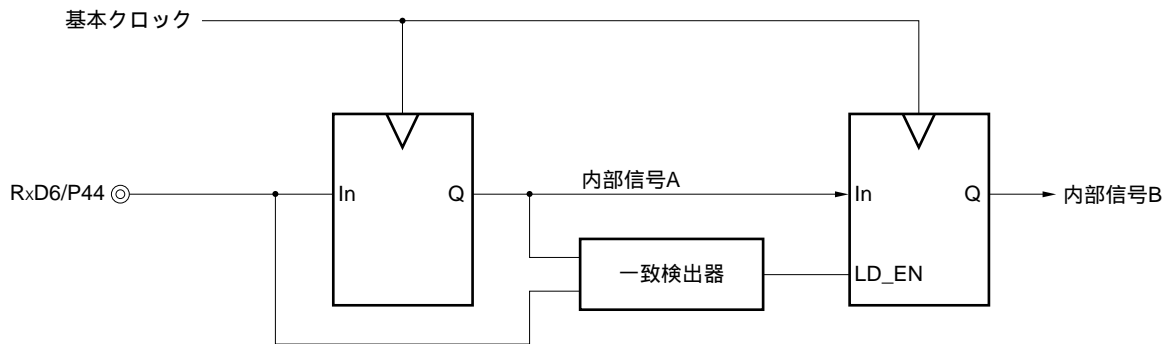 基本クロック
RxD6/P44
In
Q
内部信号A
In
Q
内部信号B
一致検出器
LD_EN